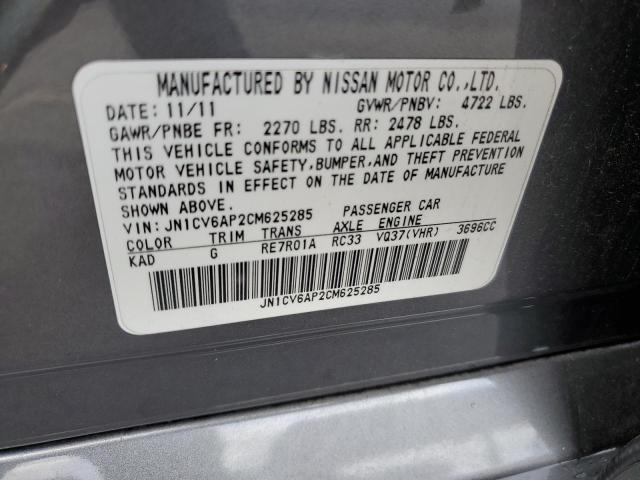 MANUFACTURED BY NISSAN MOTOR CO.,LTD.
DATE: 11/11 GVWR/PNBV: 4722 LBS.
GAWR/PNBE FR: 2270 LBS. RR: 2478 LBS.
THIS VEHICLE CONFORMS TO ALL APPLICABLE FEDERAL
MOTOR VEHICLE SAFETY,BUMPER,AND THEFT PREVENTION
STANDARDS IN EFFECT ON THE DATE OF MANUFACTURE
SHOWN ABOVE.
VIN: JN1CV6AP2CM625285 PASSENGER CAR
COLOR TRIM TRANS AXLE ENGINE
KAD G RE7R01A RC33 VQ37(VHR) 3696CC
JN1CV6AP2CM625285